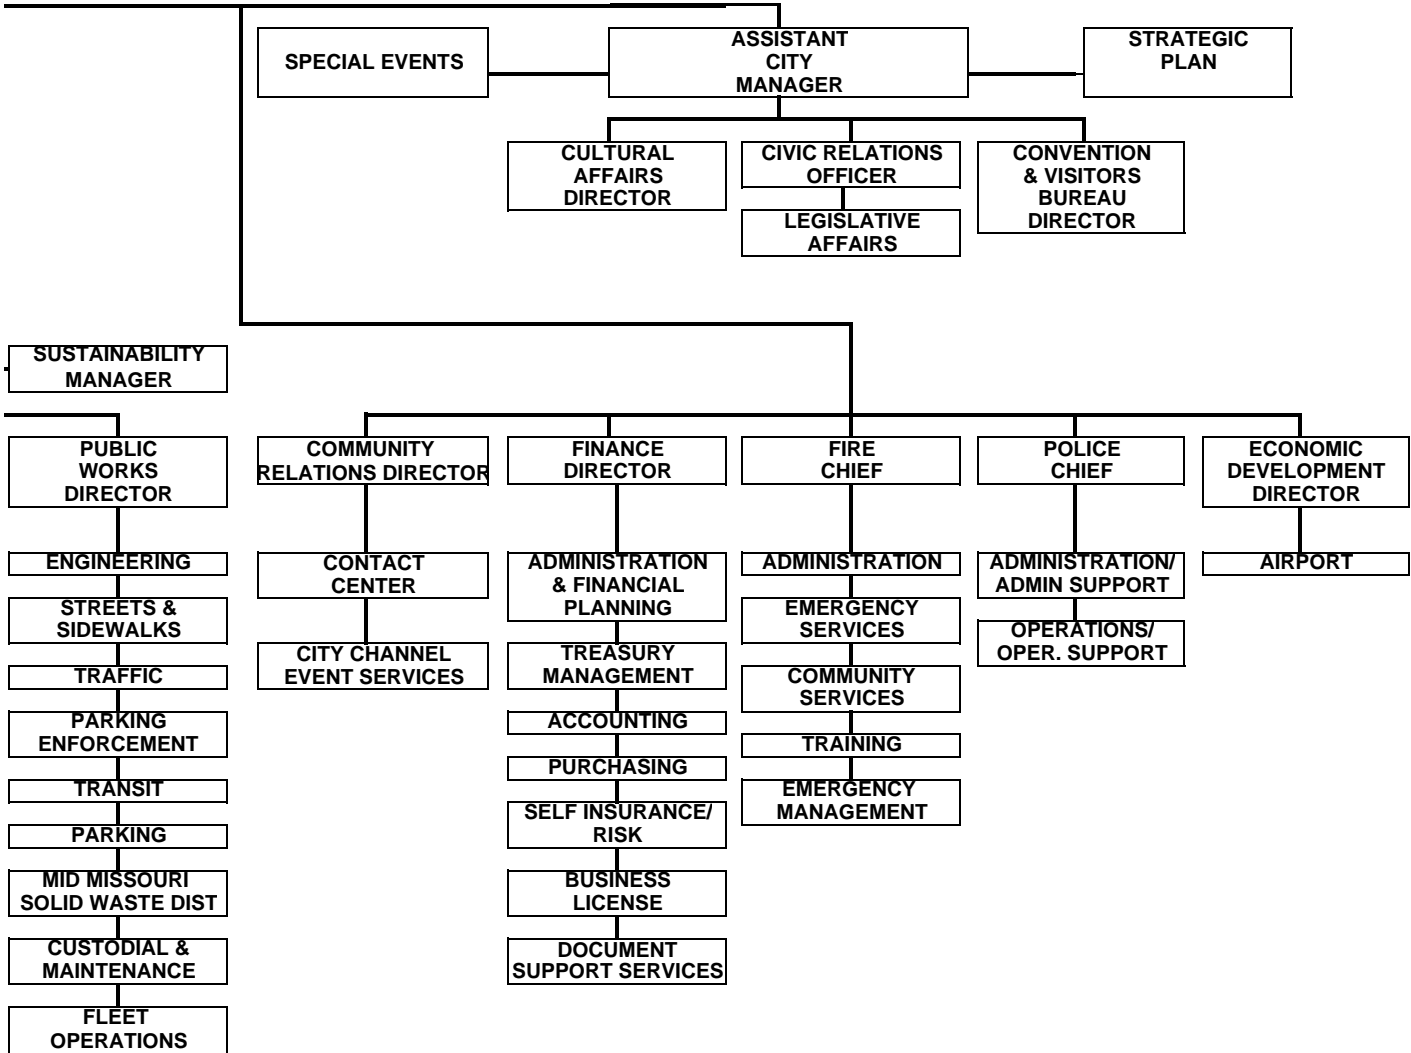 SPECIAL EVENTS
ASSISTANT
CITY
MANAGER
STRATEGIC
PLAN
CULTURAL
AFFAIRS
DIRECTOR
CIVIC RELATIONS
OFFICER
CONVENTION
& VISITORS
BUREAU
DIRECTOR
LEGISLATIVE
AFFAIRS
SUSTAINABILITY
MANAGER
PUBLIC
WORKS
DIRECTOR
ENGINEERING
STREETS &
SIDEWALKS
TRAFFIC
PARKING
ENFORCEMENT
TRANSIT
PARKING
MID MISSOURI
SOLID WASTE DIST
CUSTODIAL &
MAINTENANCE
FLEET
OPERATIONS
COMMUNITY
RELATIONS DIRECTOR
CONTACT
CENTER
CITY CHANNEL
EVENT SERVICES
FINANCE
DIRECTOR
ADMINISTRATION
& FINANCIAL
PLANNING
TREASURY
MANAGEMENT
ACCOUNTING
PURCHASING
SELF INSURANCE/
RISK
BUSINESS
LICENSE
DOCUMENT
SUPPORT SERVICES
FIRE
CHIEF
ADMINISTRATION
EMERGENCY
SERVICES
COMMUNITY
SERVICES
TRAINING
EMERGENCY
MANAGEMENT
POLICE
CHIEF
ADMINISTRATION/
ADMIN SUPPORT
OPERATIONS/
OPER. SUPPORT
ECONOMIC
DEVELOPMENT
DIRECTOR
AIRPORT